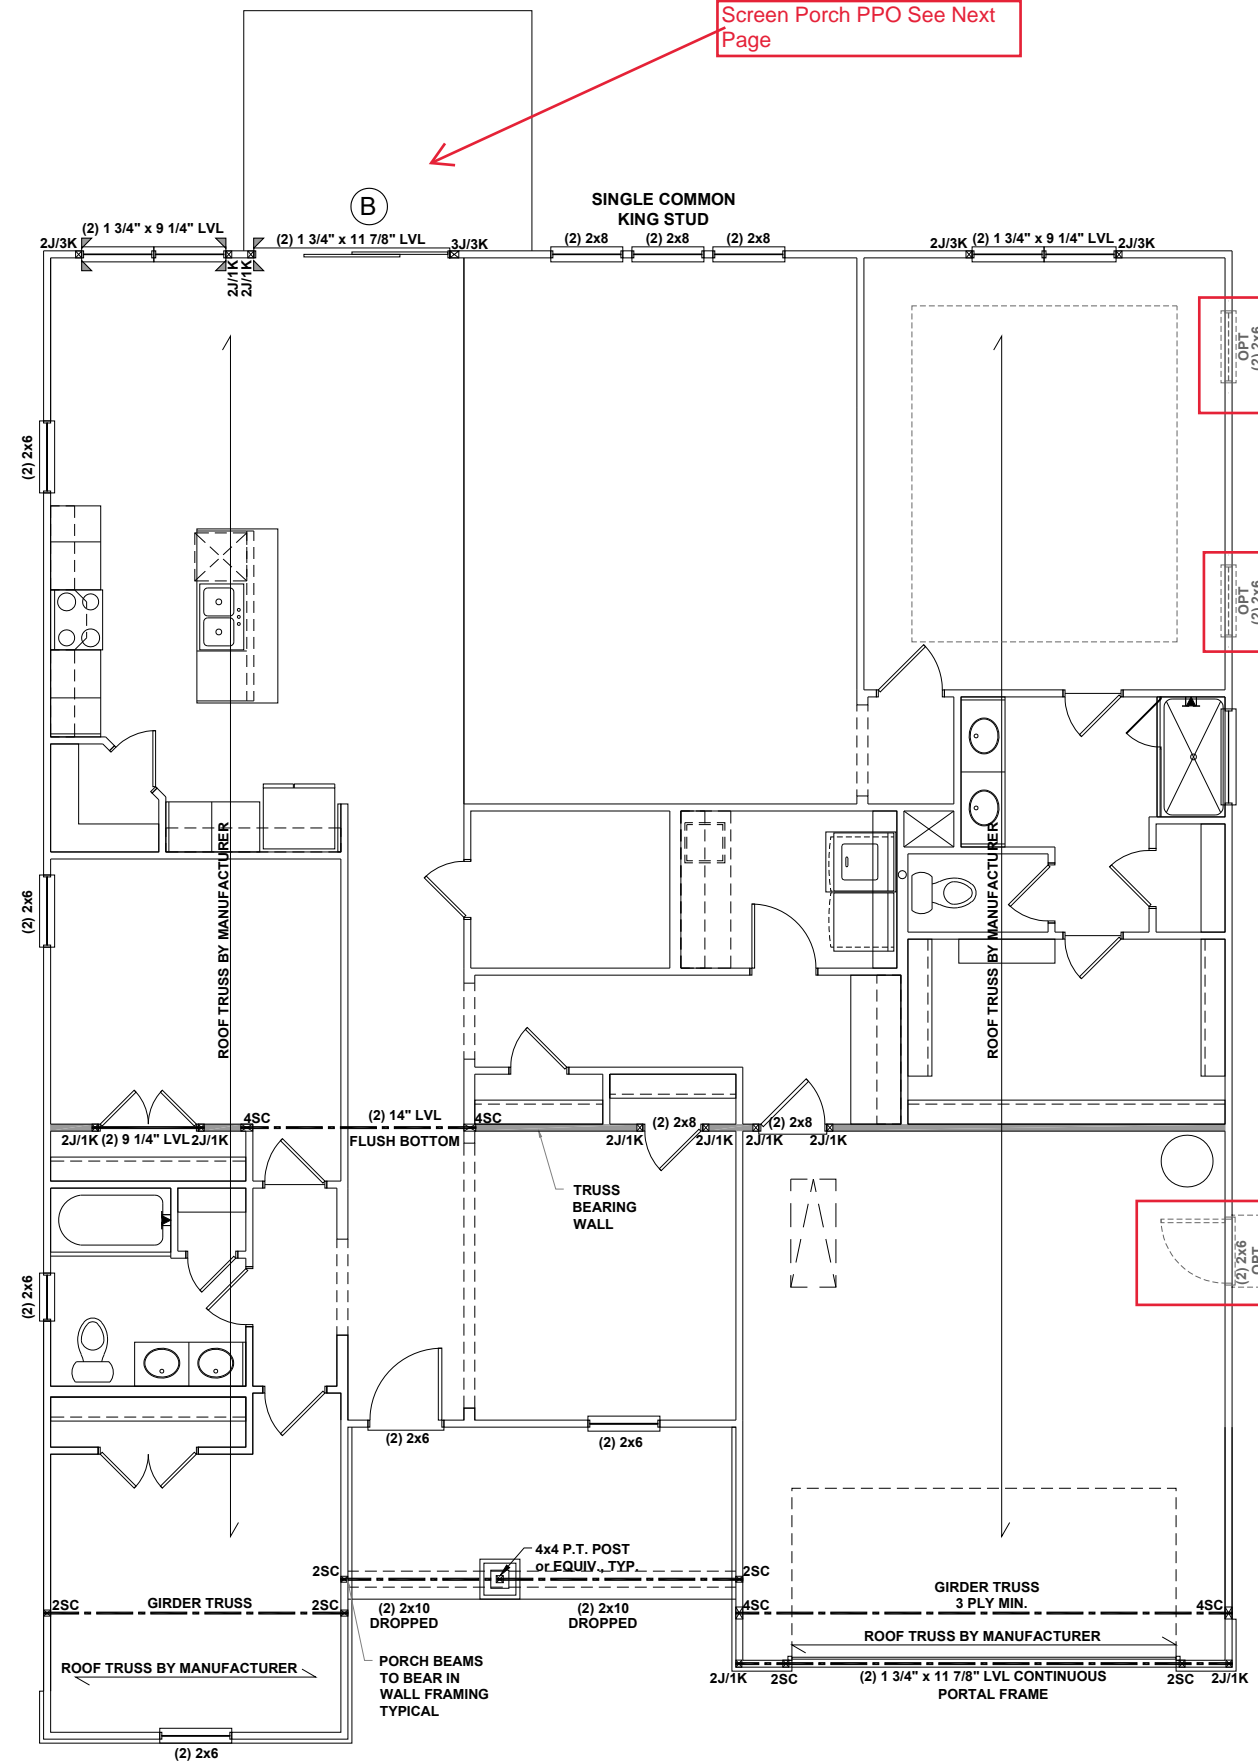 Screen Porch PPO See Next
Page
SINGLE COMMON
KING STUD
B
(2) 1 3/4" x 9 1/4" LVL
2J/3K
(2) 1 3/4" x 11 7/8" LVL
3J/3K
2J/1K
2J/1K
(2) 2x8
(2) 2x8
(2) 2x8
2J/3K
(2) 1 3/4" x 9 1/4" LVL
2J/3K
OPT
(2) 2x6
(2) 2x6
OPT
(2) 2x6
ROOF TRUSS BY MANUFACTURER
ROOF TRUSS BY MANUFACTURER
(2) 2x6
4SC
(2) 14" LVL
4SC
(2) 2x8
(2) 2x8
2J/1K
(2) 9 1/4" LVL
2J/1K
FLUSH BOTTOM
2J/1K
2J/1K
2J/1K
2J/1K
TRUSS
BEARING
WALL
(2) 2x6
OPT
(2) 2x6
(2) 2x6
(2) 2x6
4x4 P.T. POST
or EQUIV., TYP.
2SC
2SC
2SC
GIRDER TRUSS
2SC
(2) 2x10
DROPPED
(2) 2x10
DROPPED
4SC
GIRDER TRUSS
3 PLY MIN.
4SC
ROOF TRUSS BY MANUFACTURER
ROOF TRUSS BY MANUFACTURER
PORCH BEAMS
TO BEAR IN
WALL FRAMING
TYPICAL
2J/1K
2SC
(2) 1 3/4" x 11 7/8" LVL CONTINUOUS
PORTAL FRAME
2SC
2J/1K
(2) 2x6